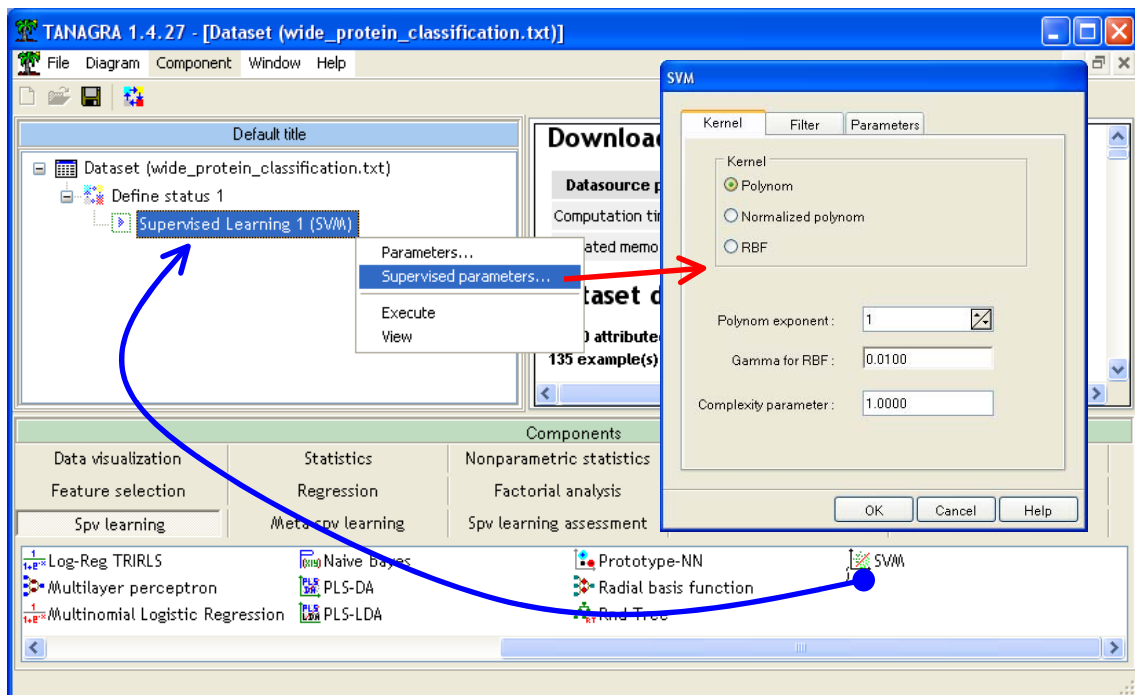 TANAGRA 1.4.27 - [Dataset (wide_protein_classification.txt)]
File Diagram Component Window Help
Default title
Dataset (wide_protein_classification.txt)
Define status 1
Supervised Learning 1 (SVM)
Parameters...
Supervised parameters...
Execute
View
Downloa
Datasource p
Computation ti
ated memo
taset d
attribute
135 example(s)
SVM
Kernel Filter Parameters
Kernel
Polynom
Normalized polynom
RBF
Polynom exponent : 1
Gamma for RBF : 0.0100
Complexity parameter : 1.0000
OK Cancel Help
Components
Data visualization Statistics Nonparametric statistics
Feature selection Regression Factorial analysis
Spv learning Meta-spv learning Spv learning assessment
Log-Reg TRIRLS Naive bayes Prototype-NN SVM
Multilayer perceptron PLS-DA Radial basis function
Multinomial Logistic Regression PLS-LDA Rnd Tree